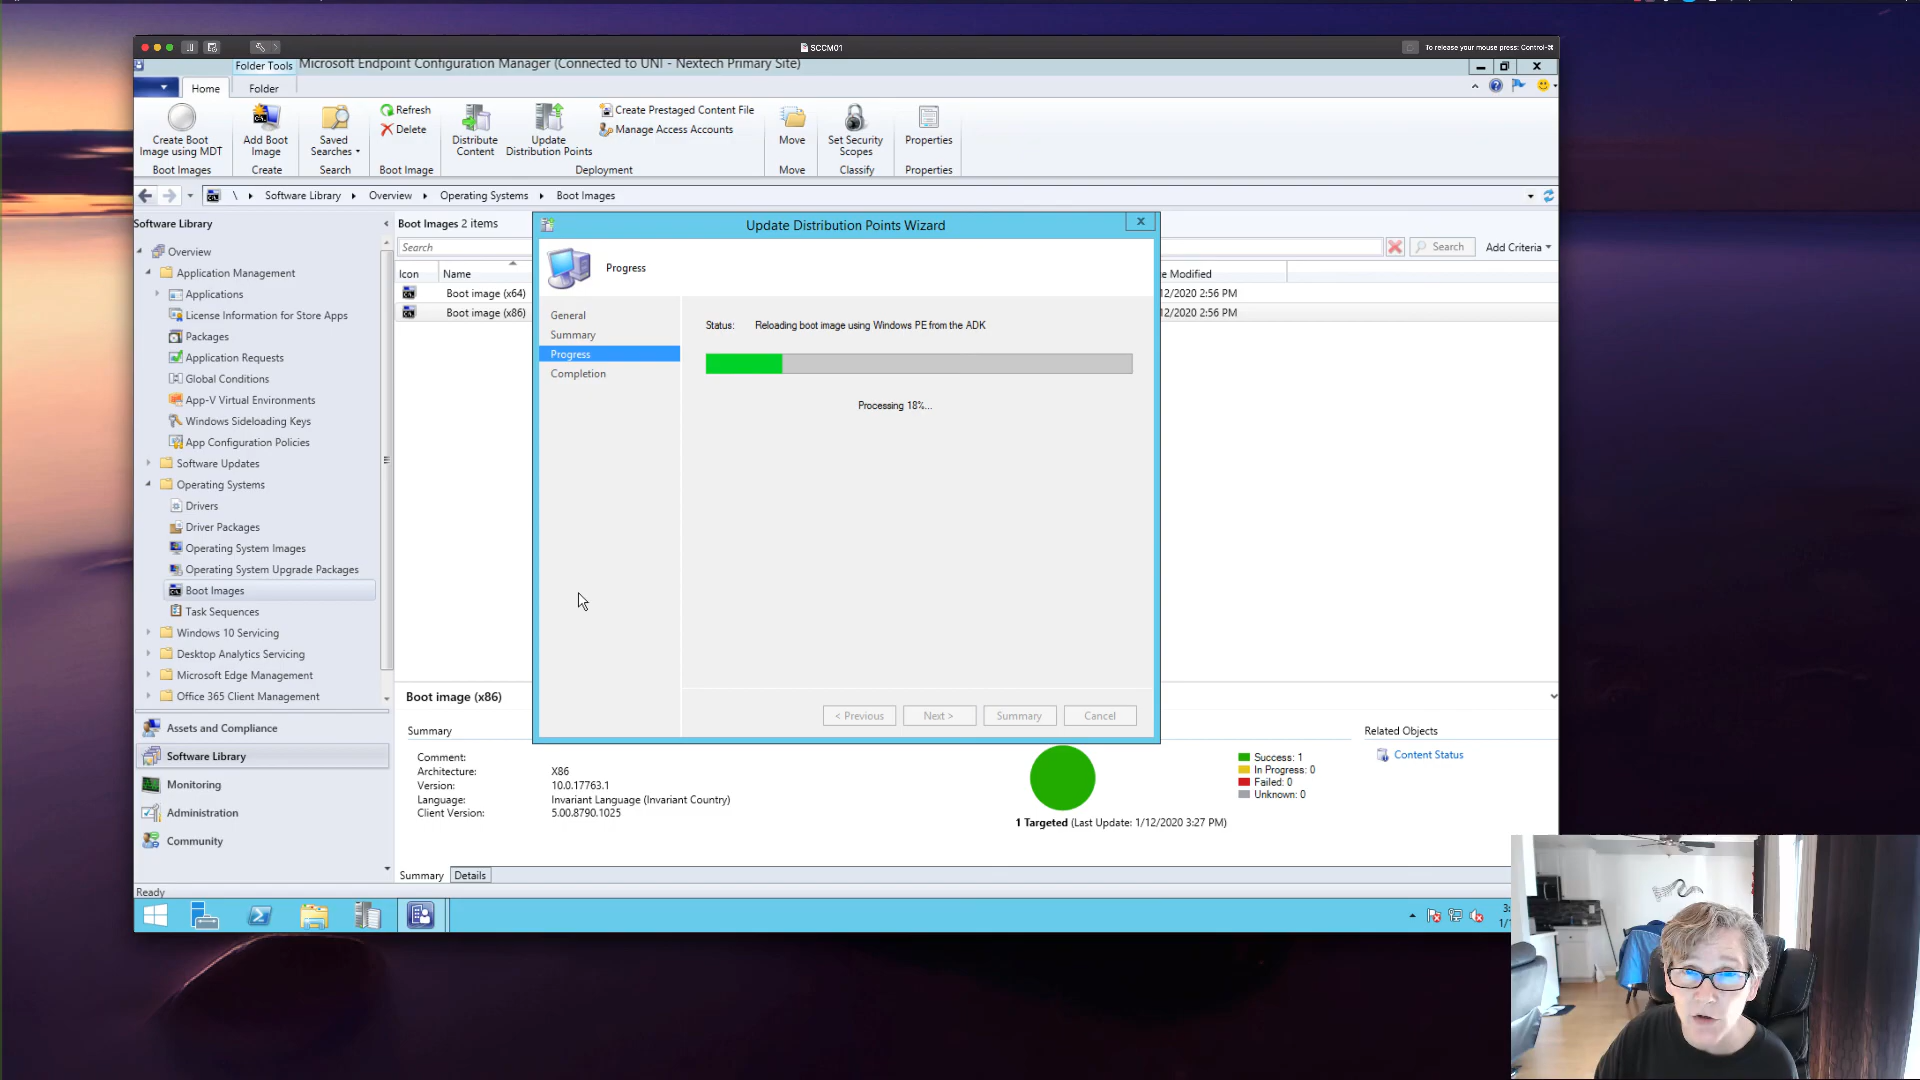 SCCM01
To release your mouse press: Control-⌘
Folder Tools
Microsoft Endpoint Configuration Manager (Connected to UNI - Nextech Primary Site)
Home
Folder
Create Boot
Image using MDT
Boot Images
Add Boot
Image
Create
Saved
Searches
Search
Refresh
Delete
Boot Image
Distribute
Content
Update
Distribution Points
Create Prestaged Content File
Manage Access Accounts
Deployment
Move
Move
Set Security
Scopes
Classify
Properties
Properties
\
Software Library
Overview
Operating Systems
Boot Images
Software Library
Overview
Application Management
Applications
License Information for Store Apps
Packages
Application Requests
Global Conditions
App-V Virtual Environments
Windows Sideloading Keys
App Configuration Policies
Software Updates
Operating Systems
Drivers
Driver Packages
Operating System Images
Operating System Upgrade Packages
Boot Images
Task Sequences
Windows 10 Servicing
Desktop Analytics Servicing
Microsoft Edge Management
Office 365 Client Management
Assets and Compliance
Software Library
Monitoring
Administration
Community
Boot Images 2 items
Search
Search
Add Criteria
Icon
Name
e Modified
Boot image (x64)
12/2020 2:56 PM
Boot image (x86)
12/2020 2:56 PM
Update Distribution Points Wizard
Progress
General
Summary
Progress
Completion
Status: Reloading boot image using Windows PE from the ADK
Processing 18%...
< Previous
Next >
Summary
Cancel
Boot image (x86)
Summary
Comment:
Architecture: X86
Version: 10.0.17763.1
Language: Invariant Language (Invariant Country)
Client Version: 5.00.8790.1025
Success: 1
In Progress: 0
Failed: 0
Unknown: 0
1 Targeted (Last Update: 1/12/2020 3:27 PM)
Related Objects
Content Status
Summary
Details
Ready
3:
1/1